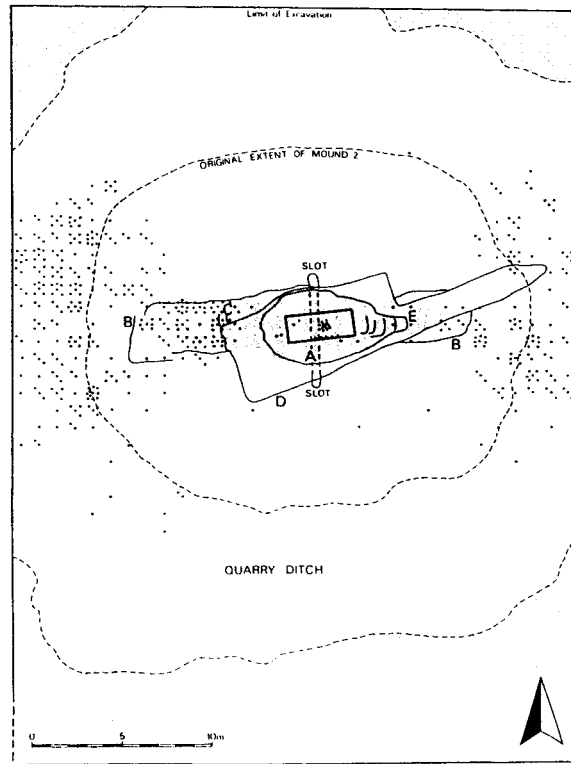 Limit of Excavation
ORIGINAL EXTENT OF MOUND 2
SLOT
B
C
E
A
B
D
SLOT
QUARRY DITCH
0 5 10m